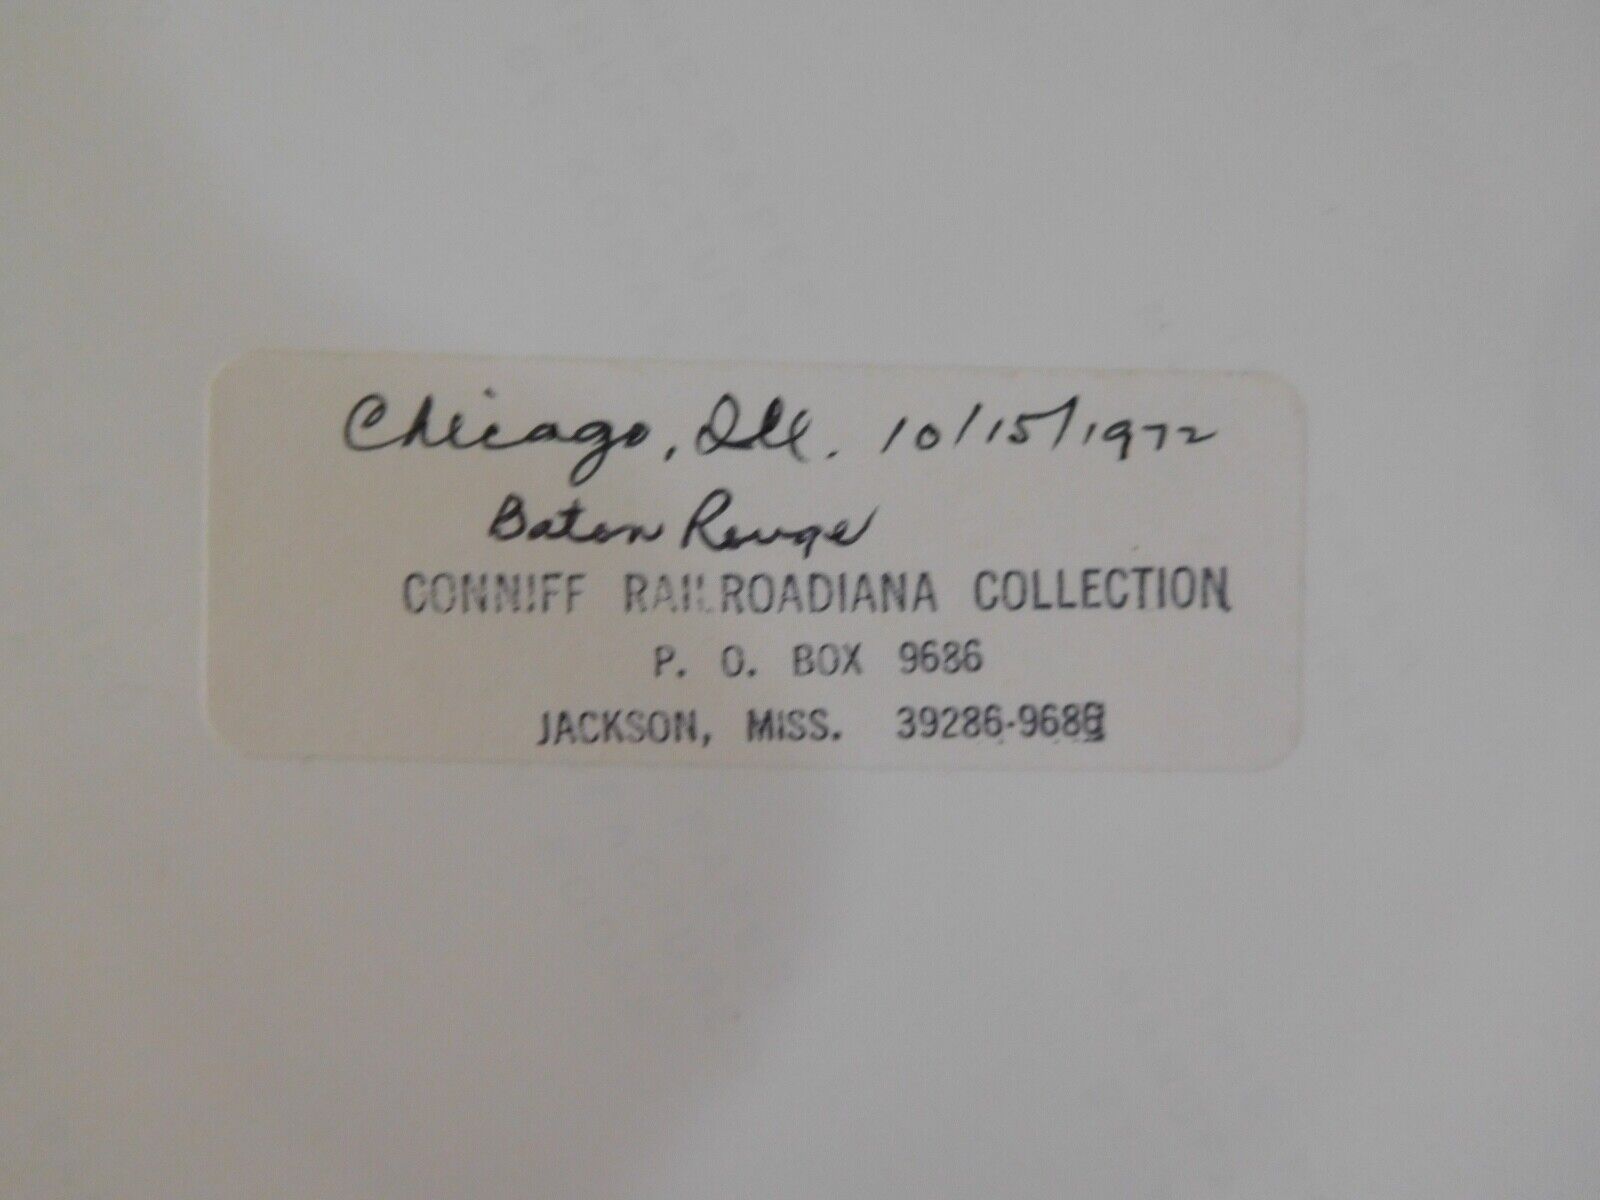 Chicago, Ill. 10/15/1972
Baton Rouge
CONNIFF RAILROADIANA COLLECTION
P. O. BOX 9686
JACKSON, MISS. 39286-9686